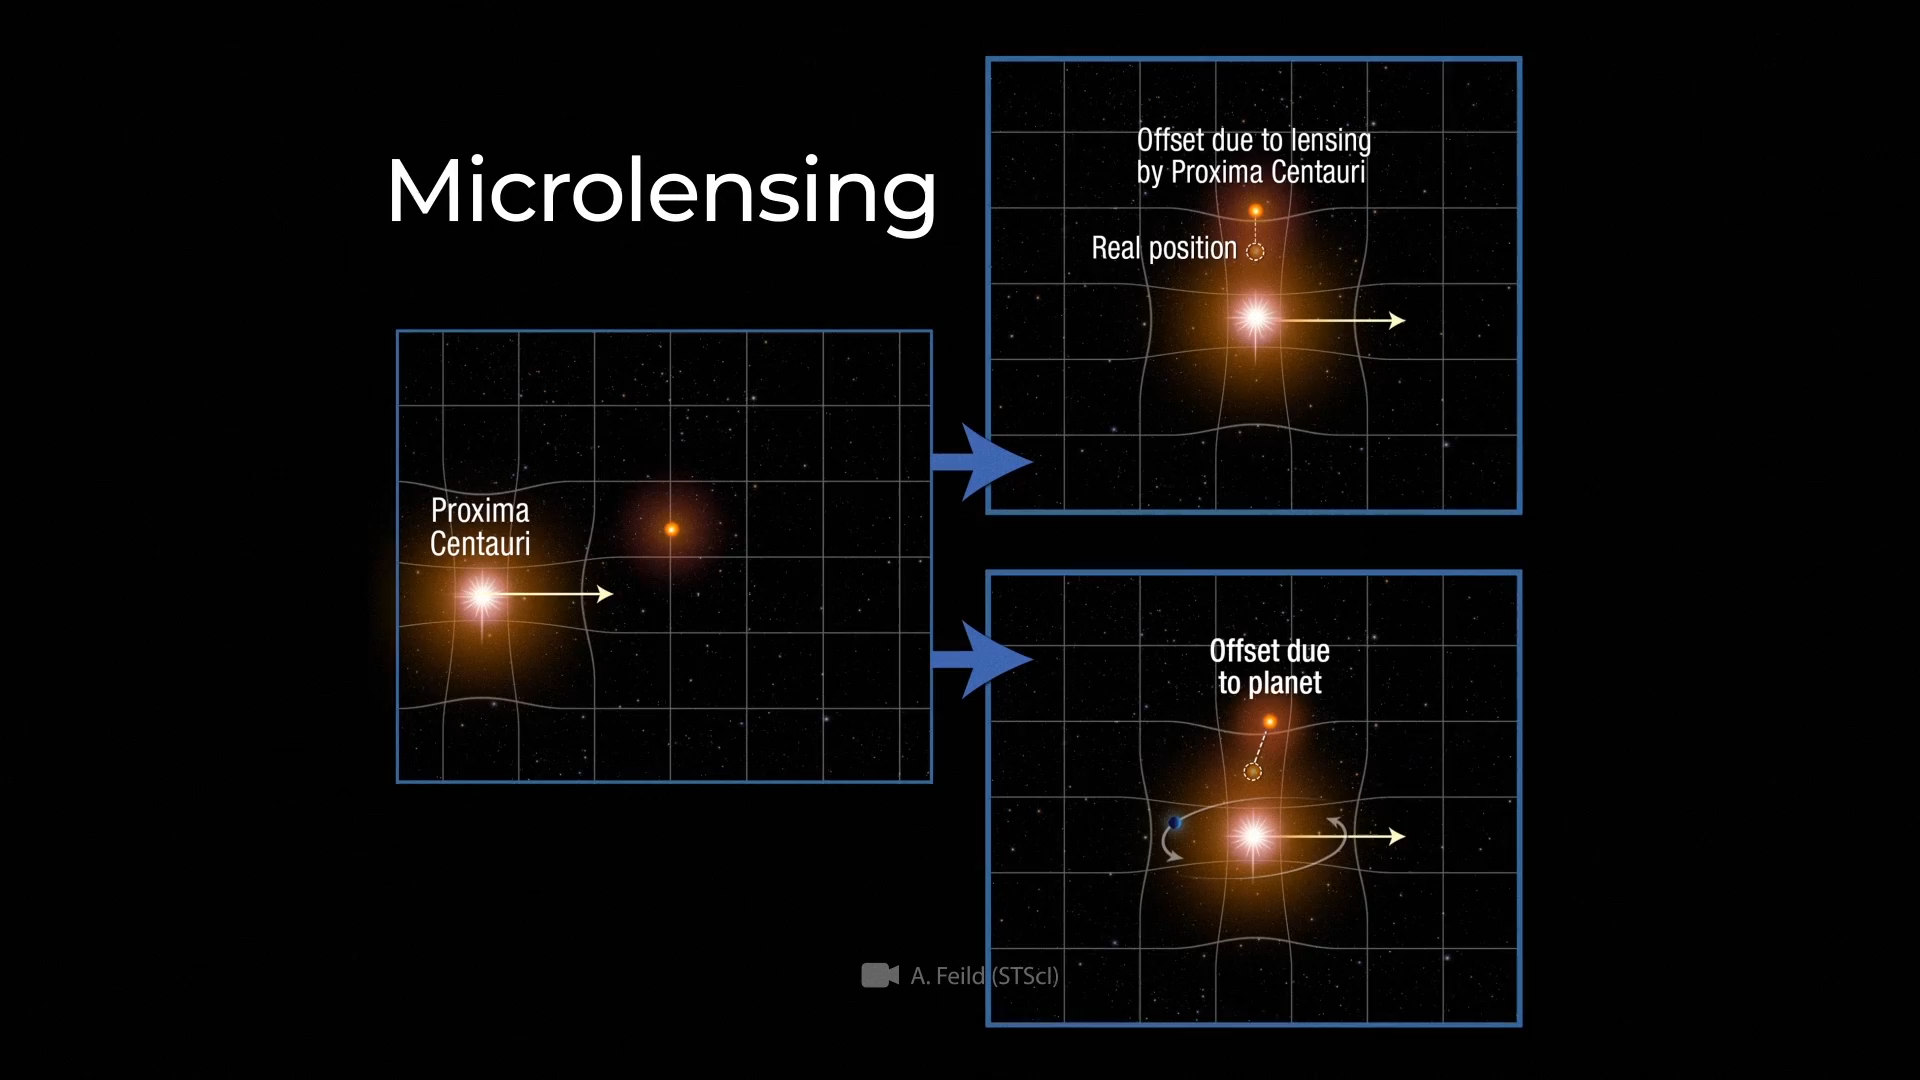 Microlensing
Proxima
Centauri
Offset due to lensing
by Proxima Centauri
Real position
Offset due
to planet
A. Feild (STScI)